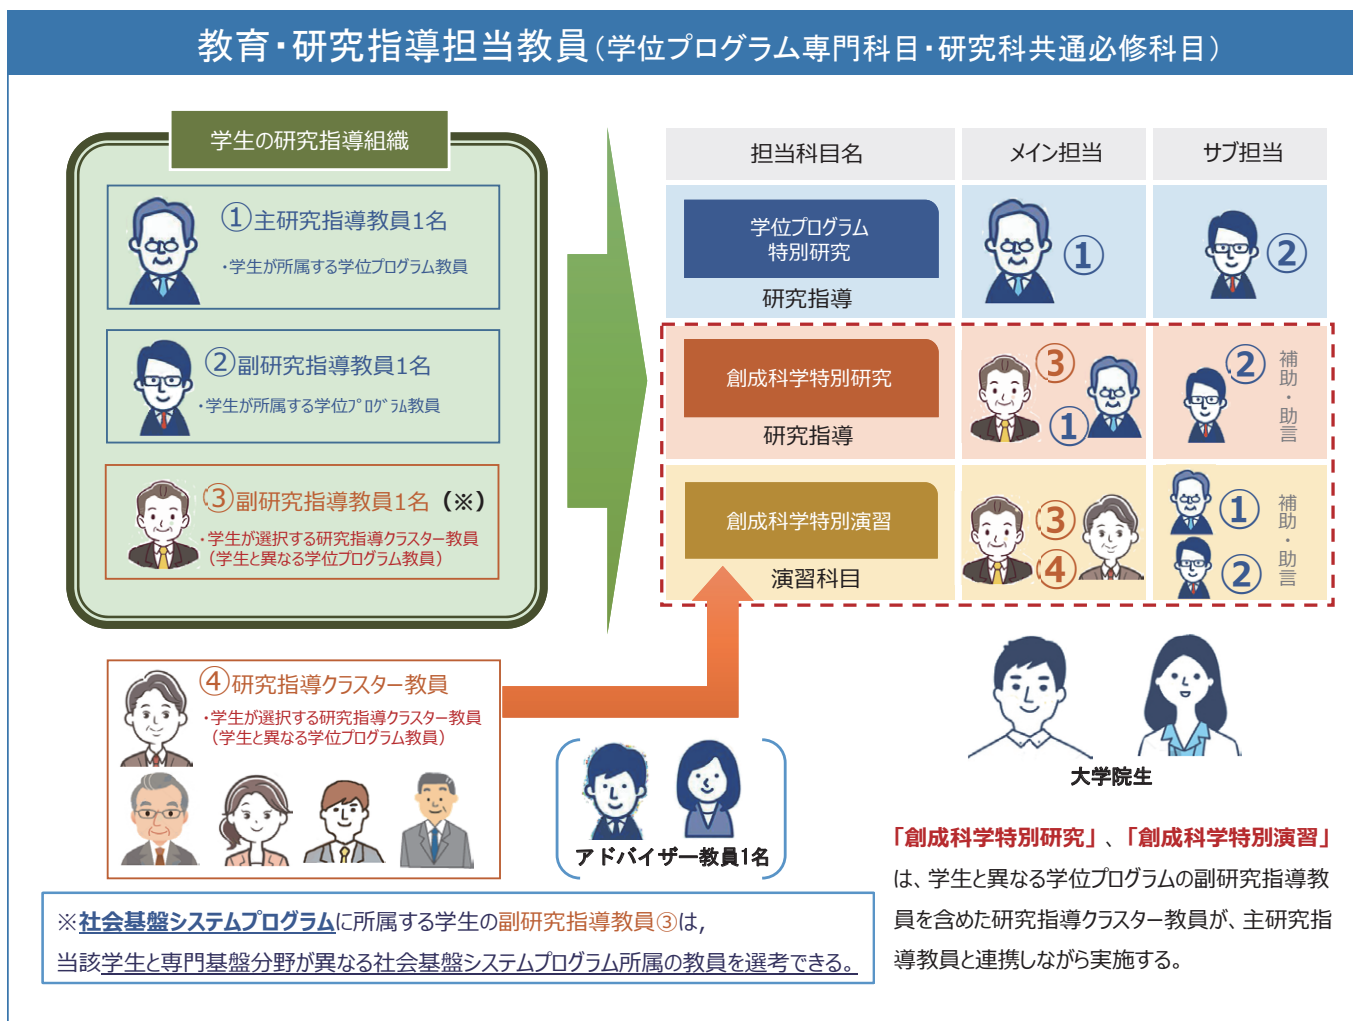 教育・研究指導担当教員（学位プログラム専門科目・研究科共通必修科目）
学生の研究指導組織
①主研究指導教員1名
・学生が所属する学位プログラム教員
②副研究指導教員1名
・学生が所属する学位ﾌﾟﾛｸﾞﾗﾑ教員
③副研究指導教員1名（※）
・学生が選択する研究指導クラスター教員
（学生と異なる学位プログラム教員）
担当科目名
メイン担当
サブ担当
学位プログラム
特別研究
研究指導
①
②
創成科学特別研究
研究指導
③
①
②
補助・助言
創成科学特別演習
演習科目
③
④
①
②
補助・助言
④研究指導クラスター教員
・学生が選択する研究指導クラスター教員
（学生と異なる学位プログラム教員）
アドバイザー教員1名
大学院生
「創成科学特別研究」、「創成科学特別演習」
は、学生と異なる学位プログラムの副研究指導教
員を含めた研究指導クラスター教員が、主研究指
導教員と連携しながら実施する。
※社会基盤システムプログラムに所属する学生の副研究指導教員③は，
当該学生と専門基盤分野が異なる社会基盤システムプログラム所属の教員を選考できる。